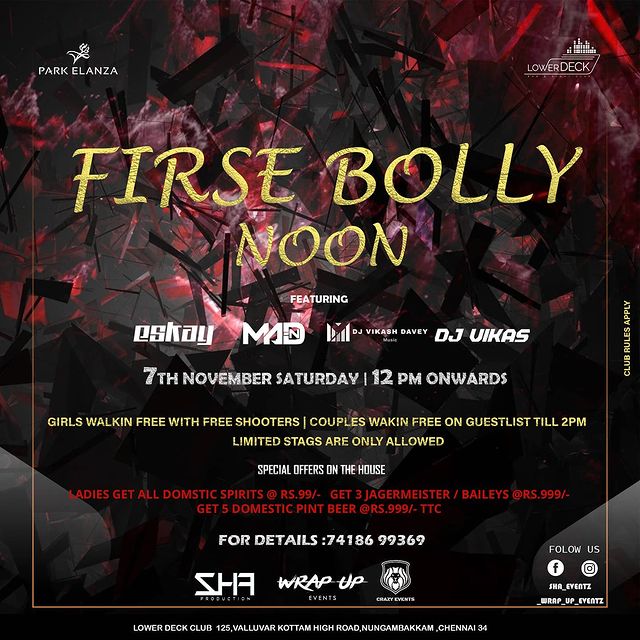 PARK ELANZA
LOWER DECK
FIRSE BOLLY
NOON
FEATURING
eskay MADN DJ VIKASH DAVEY Music DJ VIKAS
7TH NOVEMBER SATURDAY | 12 PM ONWARDS
CLUB RULES APPLY
GIRLS WALKIN FREE WITH FREE SHOOTERS | COUPLES WAKIN FREE ON GUESTLIST TILL 2PM
LIMITED STAGS ARE ONLY ALLOWED
SPECIAL OFFERS ON THE HOUSE
LADIES GET ALL DOMSTIC SPIRITS @ RS.99/- GET 3 JAGERMEISTER / BAILEYS @RS.999/-
GET 5 DOMESTIC PINT BEER @RS.999/- TTC
FOR DETAILS :74186 99369
FOLOW US
SHA_EVENTZ
_WRAP_UP_EVENTZ
SHA PRODUCTION
WRAP UP EVENTS
CRAZY EVENTS
LOWER DECK CLUB 125,VALLUVAR KOTTAM HIGH ROAD,NUNGAMBAKKAM ,CHENNAI 34